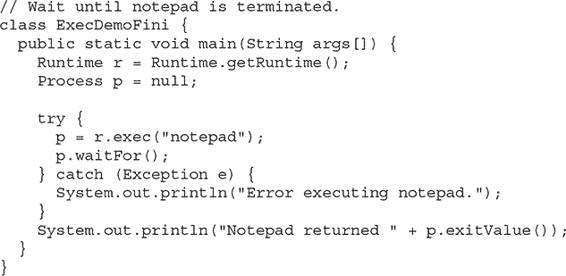 // Wait until notepad is terminated.
class ExecDemoFini {
  public static void main(String args[]) {
    Runtime r = Runtime.getRuntime();
    Process p = null;

    try {
      p = r.exec("notepad");
      p.waitFor();
    } catch (Exception e) {
      System.out.println("Error executing notepad.");
    }
    System.out.println("Notepad returned " + p.exitValue());
  }
}